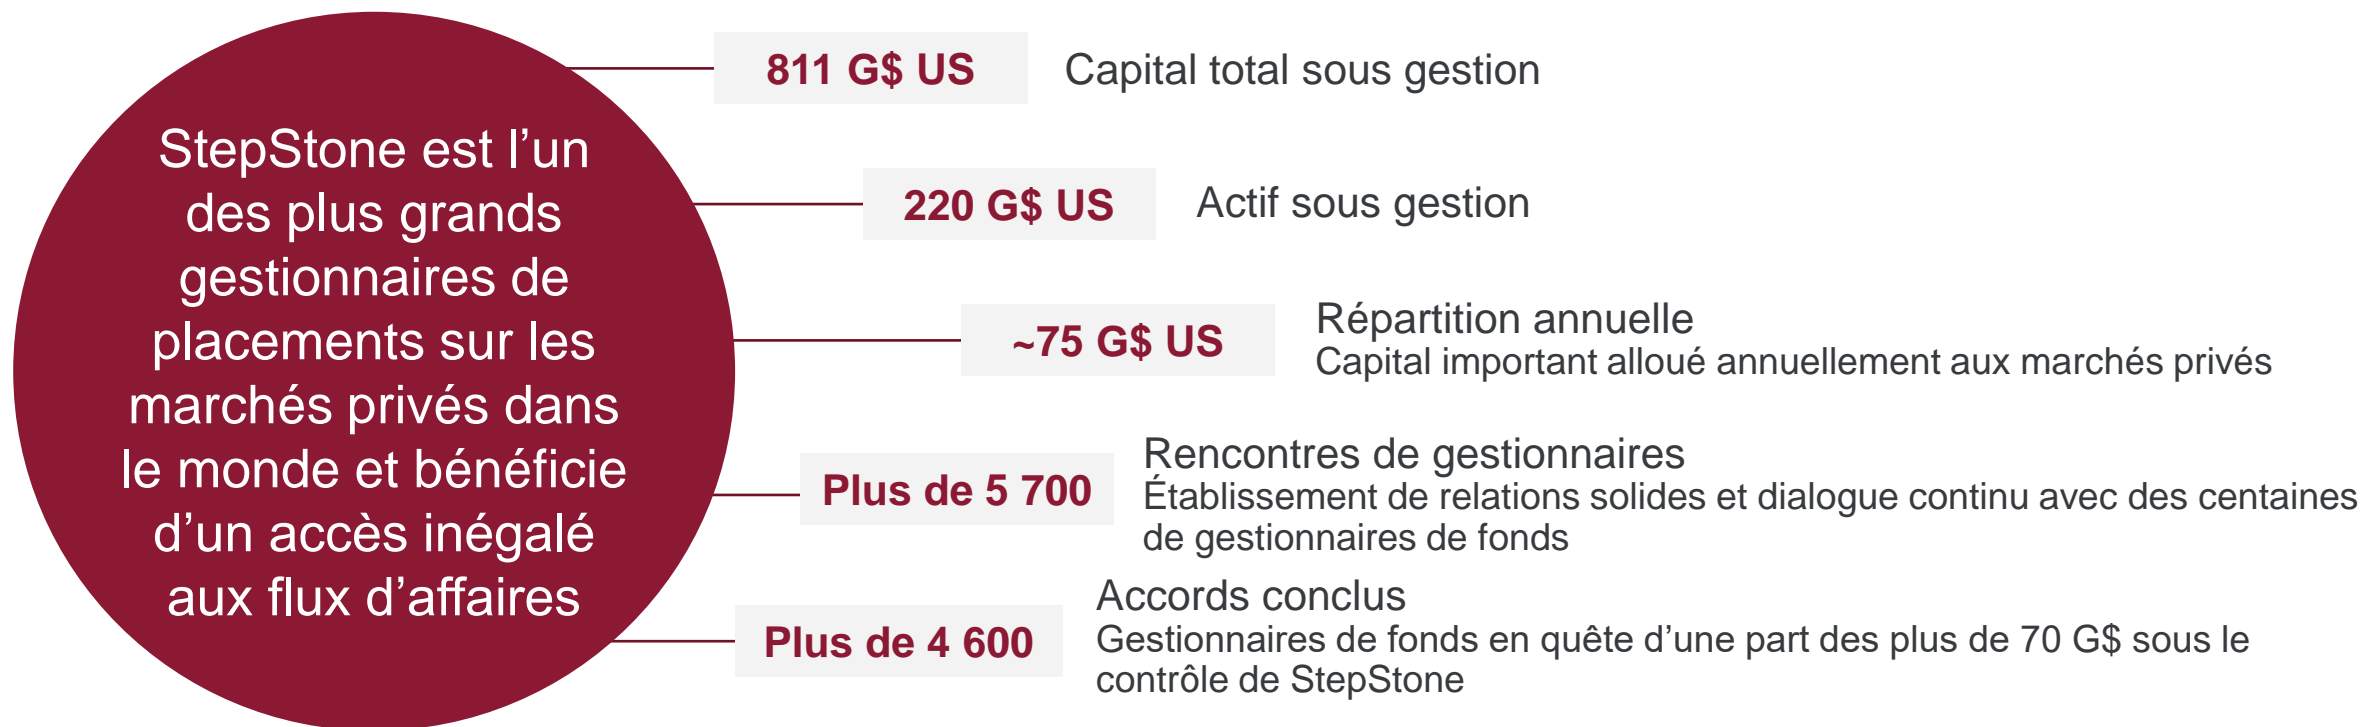 StepStone est l’un
des plus grands
gestionnaires de
placements sur les
marchés privés dans
le monde et bénéficie
d’un accès inégalé
aux flux d’affaires
811 G$ US
Capital total sous gestion
220 G$ US
Actif sous gestion
~75 G$ US
Répartition annuelle
Capital important alloué annuellement aux marchés privés
Plus de 5 700
Rencontres de gestionnaires
Établissement de relations solides et dialogue continu avec des centaines
de gestionnaires de fonds
Plus de 4 600
Accords conclus
Gestionnaires de fonds en quête d’une part des plus de 70 G$ sous le
contrôle de StepStone